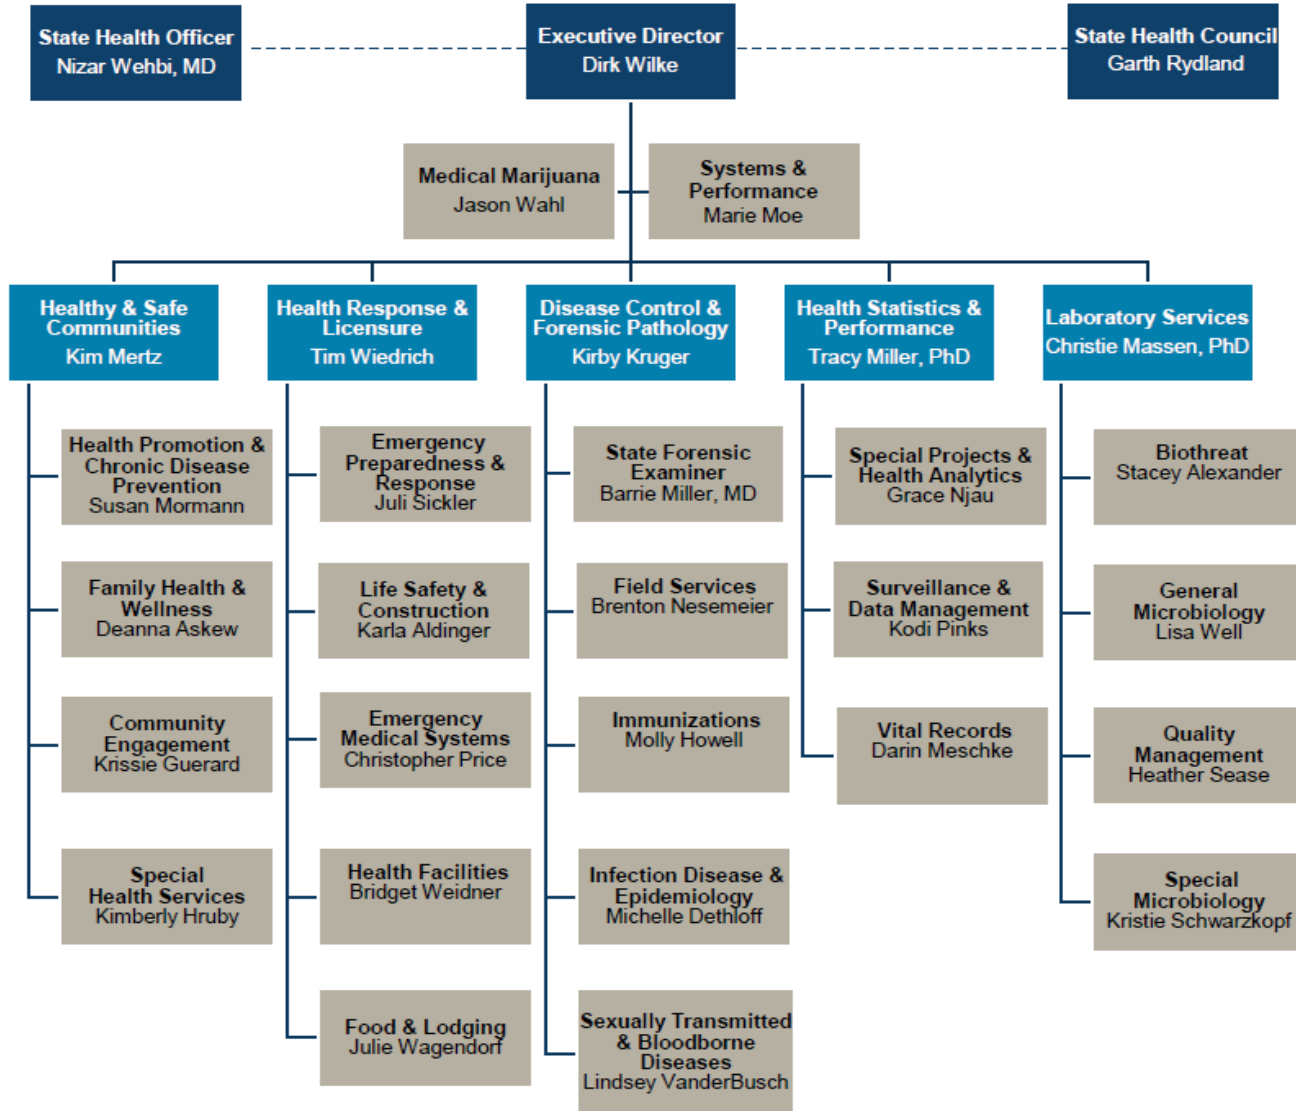 State Health Officer
Nizar Wehbi, MD
Executive Director
Dirk Wilke
State Health Council
Garth Rydland
Medical Marijuana
Jason Wahl
Systems &
Performance
Marie Moe
Healthy & Safe
Communities
Kim Mertz
Health Response &
Licensure
Tim Wiedrich
Disease Control &
Forensic Pathology
Kirby Kruger
Health Statistics &
Performance
Tracy Miller, PhD
Laboratory Services
Christie Massen, PhD
Health Promotion &
Chronic Disease
Prevention
Susan Mormann
Family Health &
Wellness
Deanna Askew
Community
Engagement
Krissie Guerard
Special
Health Services
Kimberly Hruby
Emergency
Preparedness &
Response
Juli Sickler
Life Safety &
Construction
Karla Aldinger
Emergency
Medical Systems
Christopher Price
Health Facilities
Bridget Weidner
Food & Lodging
Julie Wagendorf
State Forensic
Examiner
Barrie Miller, MD
Field Services
Brenton Nesemeier
Immunizations
Molly Howell
Infection Disease &
Epidemiology
Michelle Dethloff
Sexually Transmitted
& Bloodborne
Diseases
Lindsey VanderBusch
Special Projects &
Health Analytics
Grace Njau
Surveillance &
Data Management
Kodi Pinks
Vital Records
Darin Meschke
Biothreat
Stacey Alexander
General
Microbiology
Lisa Well
Quality
Management
Heather Sease
Special
Microbiology
Kristie Schwarzkopf